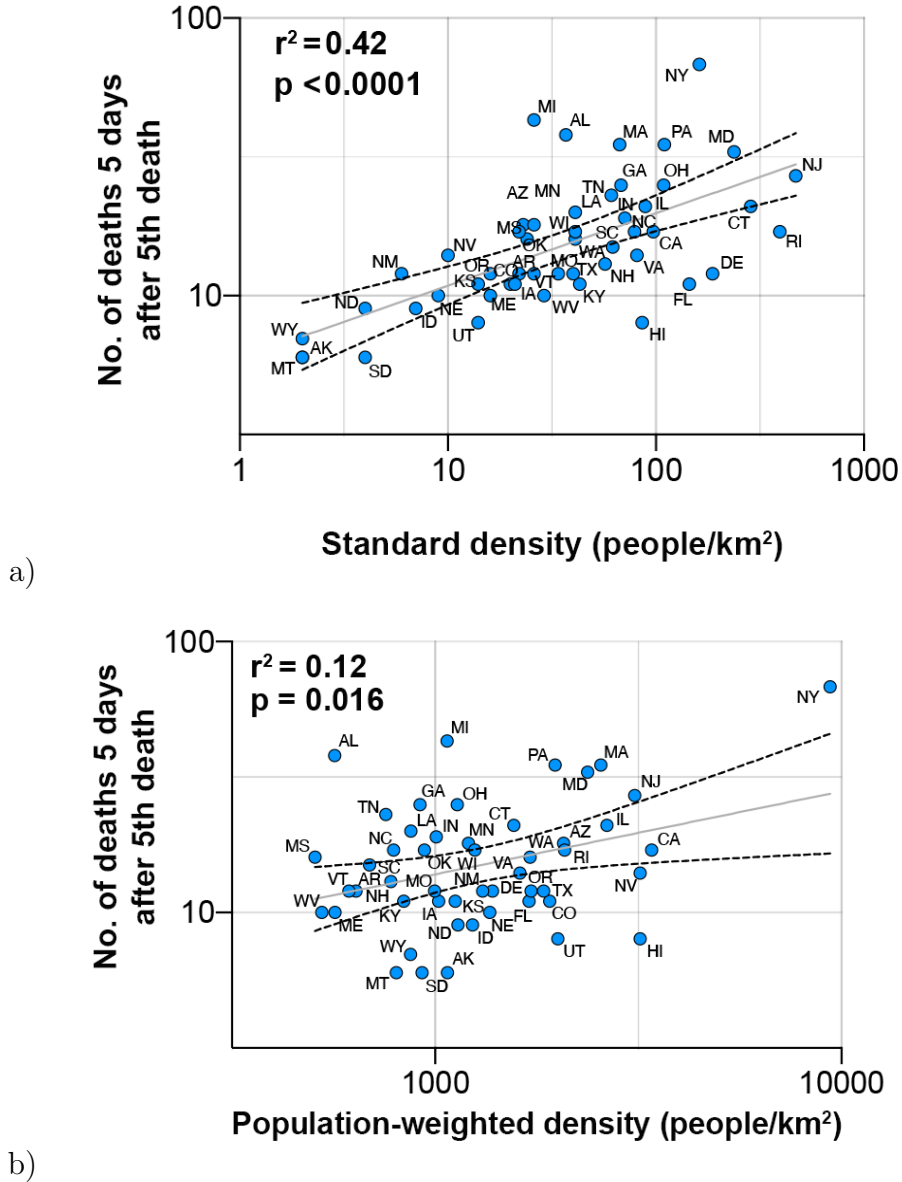 100
r² = 0.42
p <0.0001
No. of deaths 5 days
after 5th death
NY
MI
AL
MA
PA
MD
NJ
GA
OH
AZ
MN
TN
LA
IN
IL
MS
WI
SC
NC
CT
RI
OK
WA
CA
NV
NM
OR
CO
AR
MO
TX
NH
VA
DE
KS
VT
10
ND
NE
ID
ME
IA
WV
KY
FL
UT
HI
WY
AK
MT
SD
1
10
100
1000
Standard density (people/km²)
a)
100
r² = 0.12
p = 0.016
No. of deaths 5 days
after 5th death
NY
AL
MI
PA
MA
MD
NJ
GA
OH
TN
LA
IN
CT
IL
NC
MN
AZ
MS
WA
RI
CA
SC
OK
WI
VA
NV
VT
AR
NH
MO
NM
DE
OR
TX
WV
ME
KY
IA
KS
FL
CO
10
ND
ID
NE
UT
HI
WY
AK
MT
SD
1000
10000
Population-weighted density (people/km²)
b)